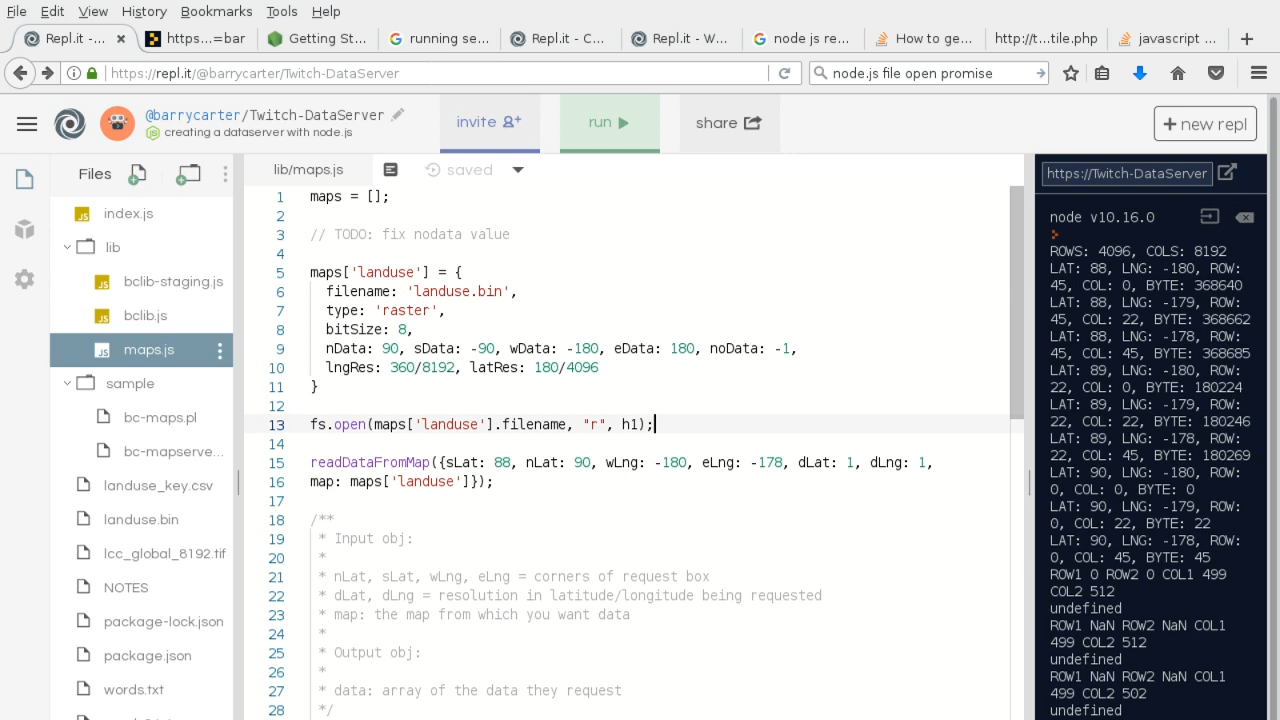 File Edit View History Bookmarks Tools Help
Repl.it -... × https...=bar Getting St... running se... Repl.it - C... Repl.it - W... node js re... How to ge... http://t...tile.php javascript ... +
https://repl.it/@barrycarter/Twitch-DataServer node.js file open promise
@barrycarter/Twitch-DataServer
creating a dataserver with node.js
invite run share + new repl
Files
index.js
lib
bclib-staging.js
bclib.js
maps.js
sample
bc-maps.pl
bc-mapserve...
landuse_key.csv
landuse.bin
lcc_global_8192.tif
NOTES
package-lock.json
package.json
words.txt
lib/maps.js saved
1 maps = [];
2
3 // TODO: fix nodata value
4
5 maps['landuse'] = {
6 filename: 'landuse.bin',
7 type: 'raster',
8 bitSize: 8,
9 nData: 90, sData: -90, wData: -180, eData: 180, noData: -1,
10 lngRes: 360/8192, latRes: 180/4096
11 }
12
13 fs.open(maps['landuse'].filename, "r", h1);
14
15 readDataFromMap({sLat: 88, nLat: 90, wLng: -180, eLng: -178, dLat: 1, dLng: 1,
16 map: maps['landuse']});
17
18 /**
19 * Input obj:
20 *
21 * nLat, sLat, wLng, eLng = corners of request box
22 * dLat, dLng = resolution in latitude/longitude being requested
23 * map: the map from which you want data
24 *
25 * Output obj:
26 *
27 * data: array of the data they request
28 */
https://Twitch-DataServer
node v10.16.0
ROWS: 4096, COLS: 8192
LAT: 88, LNG: -180, ROW:
45, COL: 0, BYTE: 368640
LAT: 88, LNG: -179, ROW:
45, COL: 22, BYTE: 368662
LAT: 88, LNG: -178, ROW:
45, COL: 45, BYTE: 368685
LAT: 89, LNG: -180, ROW:
22, COL: 0, BYTE: 180224
LAT: 89, LNG: -179, ROW:
22, COL: 22, BYTE: 180246
LAT: 89, LNG: -178, ROW:
22, COL: 45, BYTE: 180269
LAT: 90, LNG: -180, ROW:
0, COL: 0, BYTE: 0
LAT: 90, LNG: -179, ROW:
0, COL: 22, BYTE: 22
LAT: 90, LNG: -178, ROW:
0, COL: 45, BYTE: 45
ROW1 0 ROW2 0 COL1 499
COL2 512
undefined
ROW1 NaN ROW2 NaN COL1
499 COL2 512
undefined
ROW1 NaN ROW2 NaN COL1
499 COL2 502
undefined